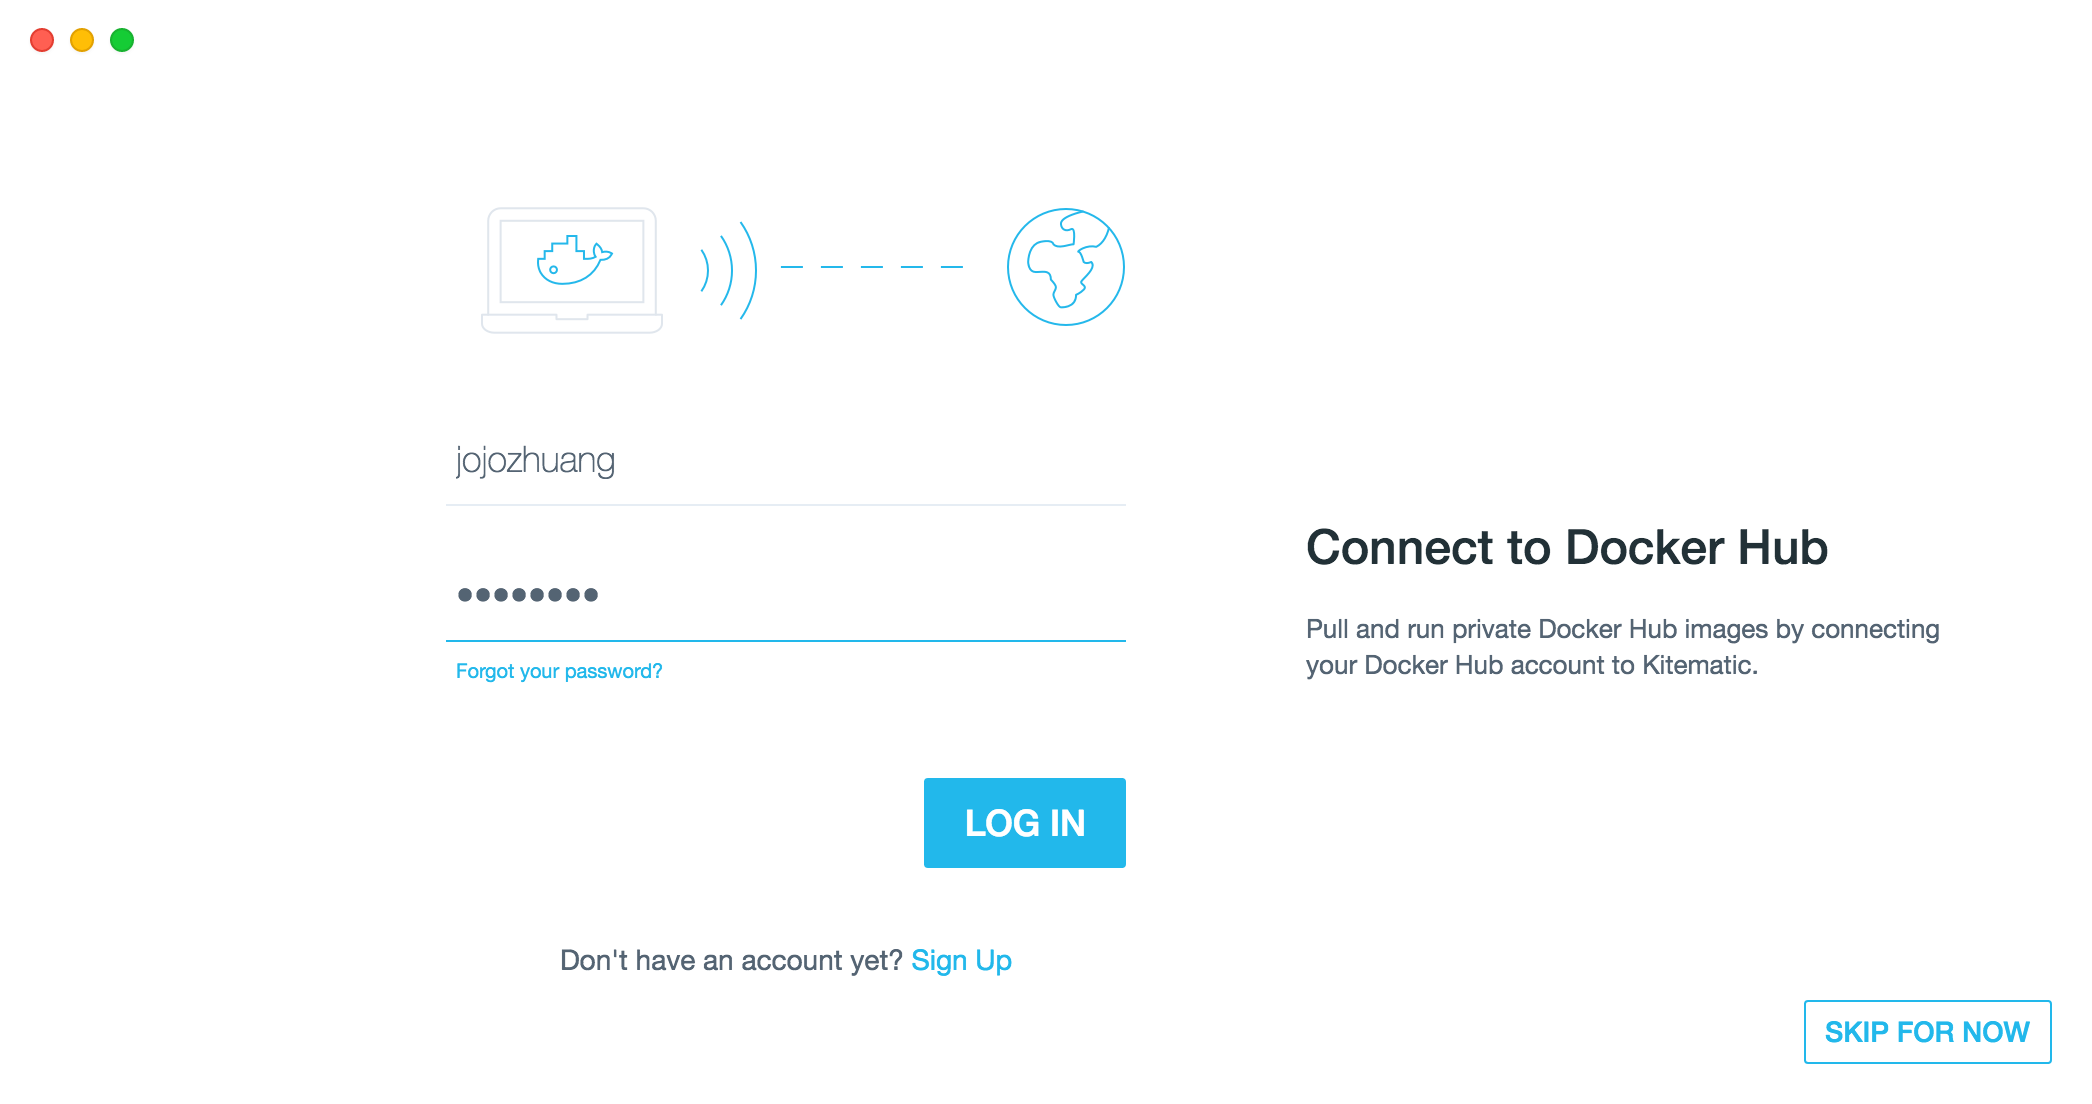 jojozhuang
••••••••
Forgot your password?
LOG IN
Don't have an account yet? Sign Up
Connect to Docker Hub
Pull and run private Docker Hub images by connecting
your Docker Hub account to Kitematic.
SKIP FOR NOW